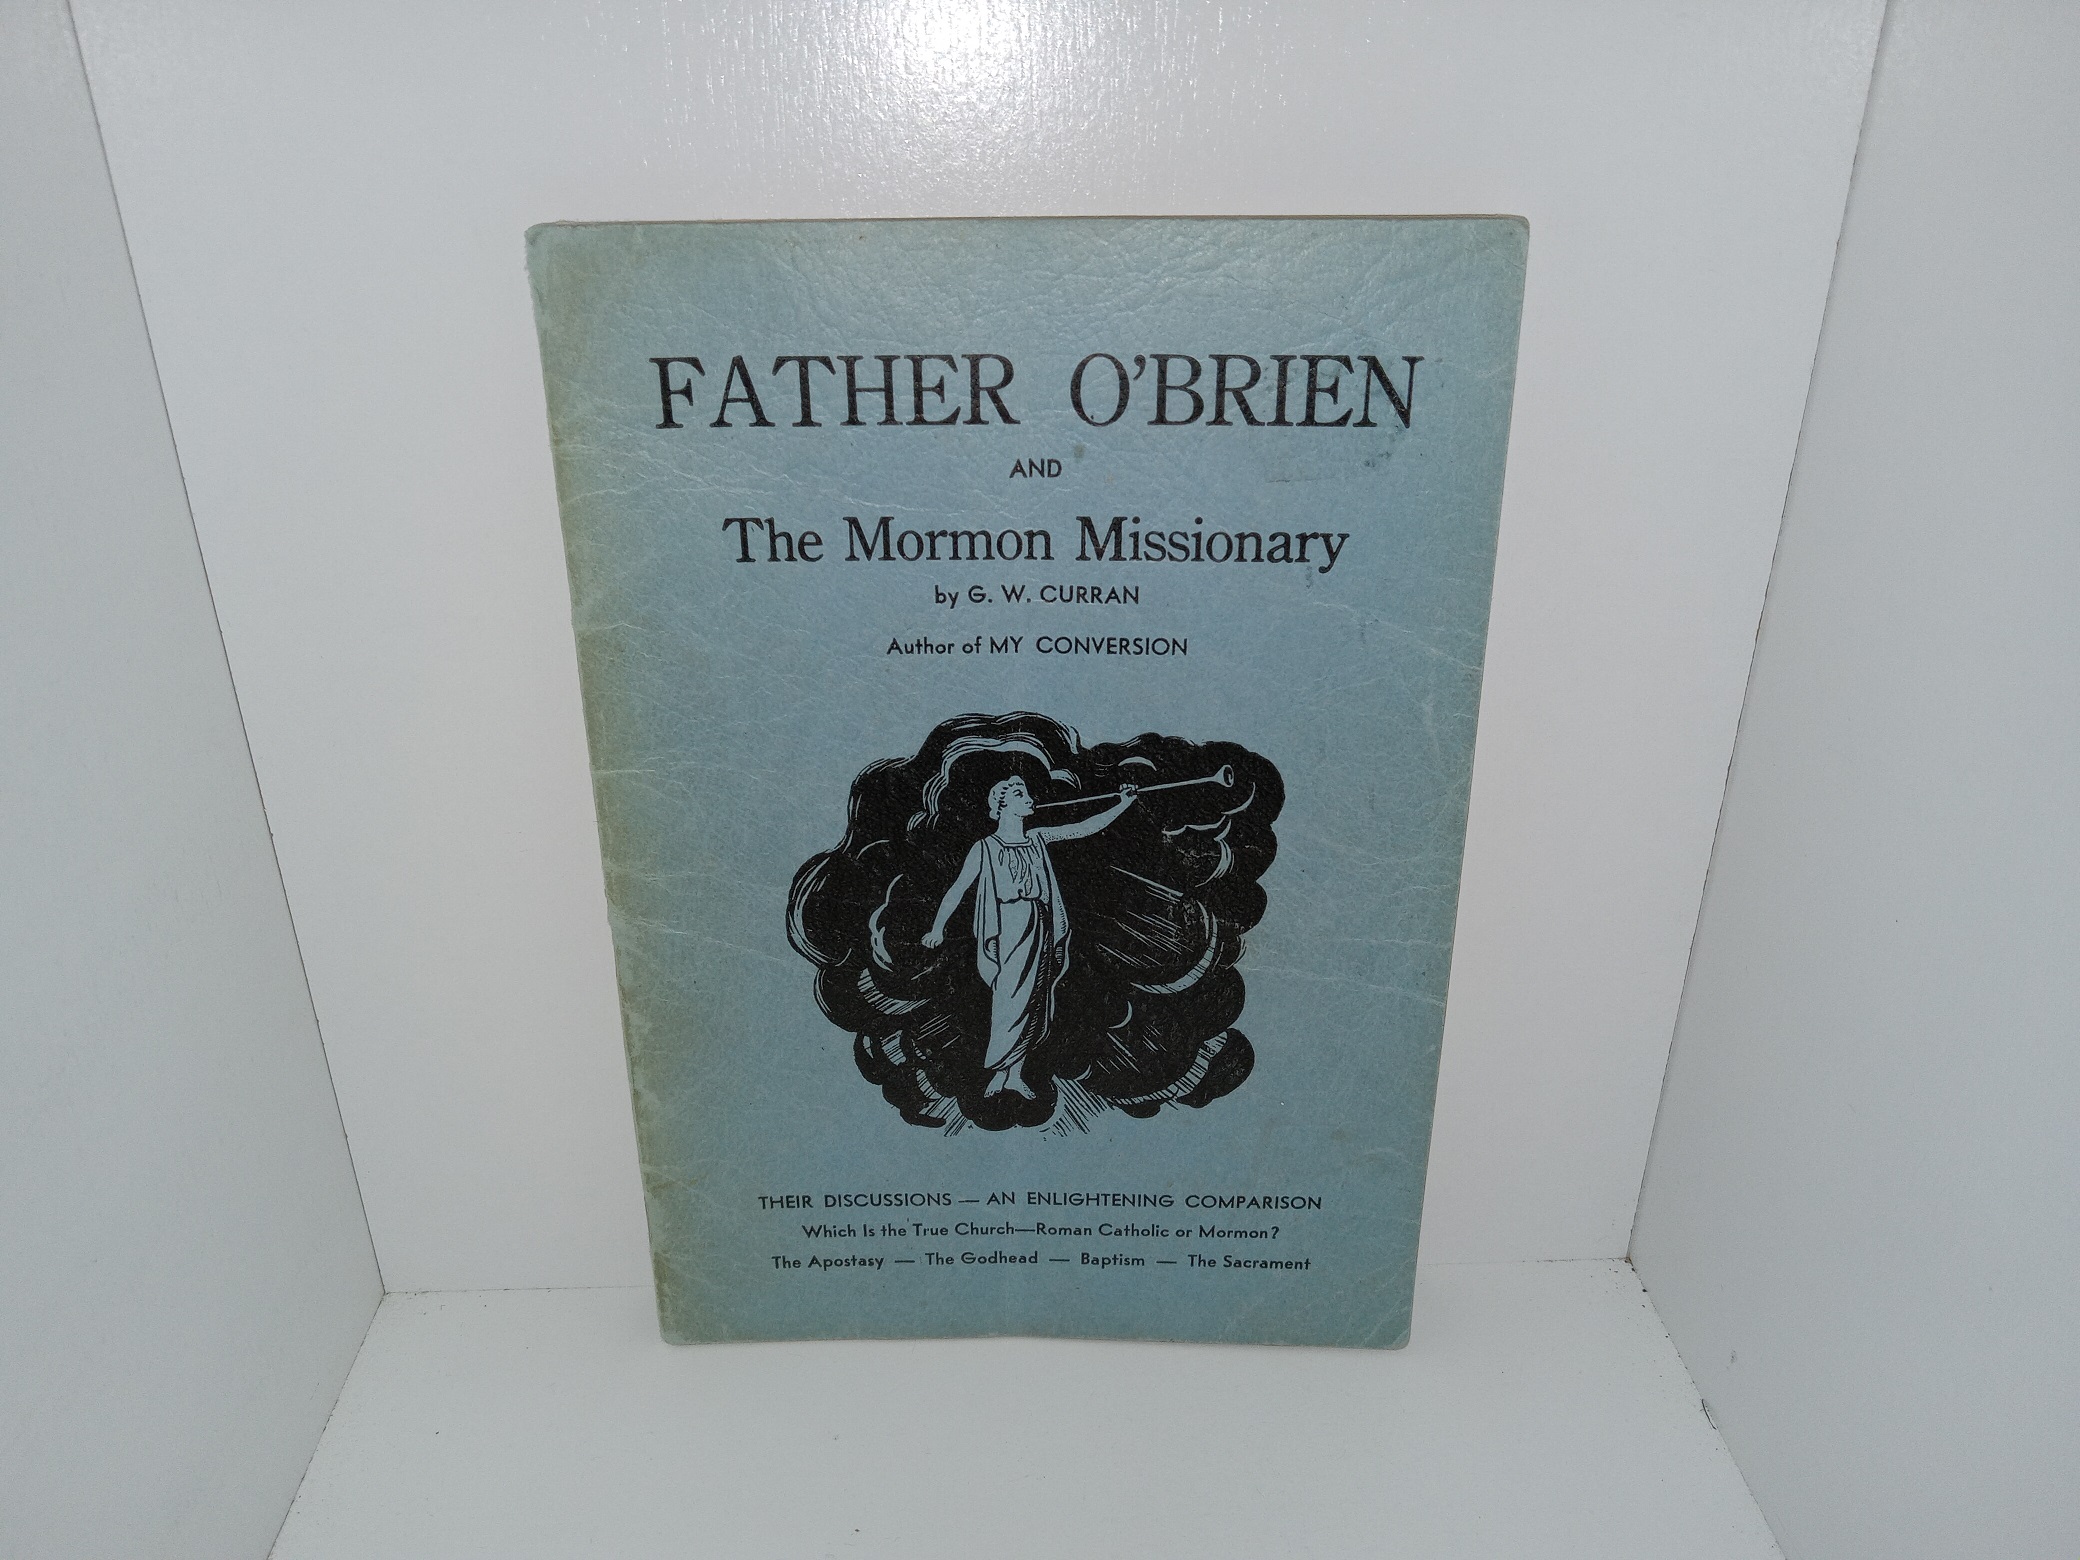 FATHER O'BRIEN
AND
The Mormon Missionary
by G. W. CURRAN
Author of MY CONVERSION
THEIR DISCUSSIONS — AN ENLIGHTENING COMPARISON
Which Is the True Church—Roman Catholic or Mormon?
The Apostasy — The Godhead — Baptism — The Sacrament